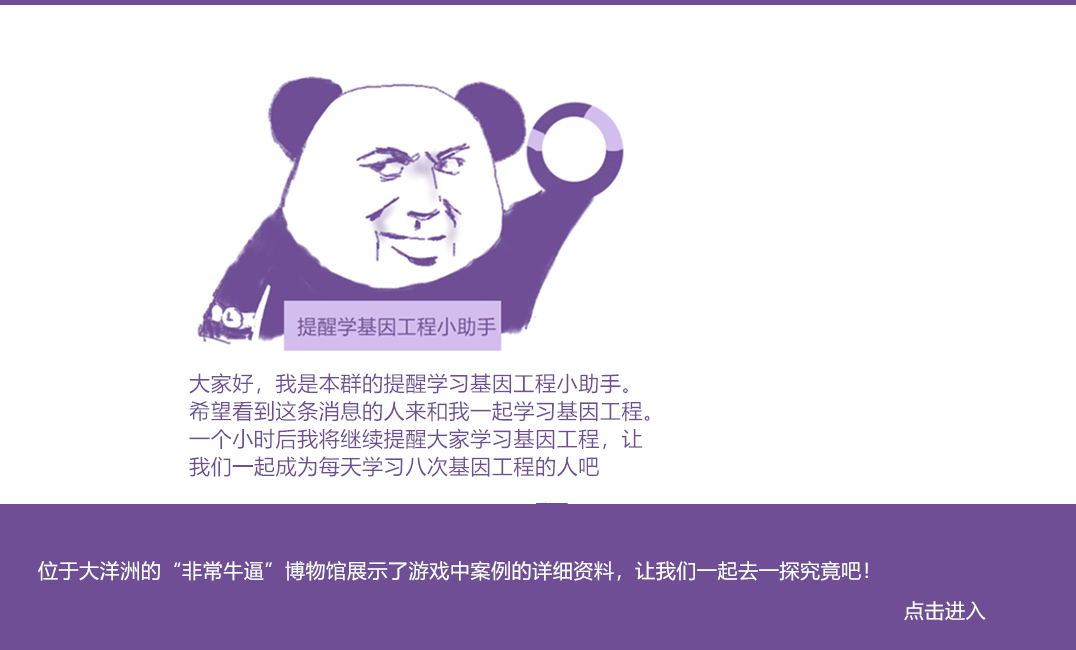 提醒学基因工程小助手
大家好，我是本群的提醒学习基因工程小助手。
希望看到这条消息的人来和我一起学习基因工程。
一个小时后我将继续提醒大家学习基因工程，让
我们一起成为每天学习八次基因工程的人吧
位于大洋洲的“非常牛逼”博物馆展示了游戏中案例的详细资料，让我们一起去一探究竟吧！
点击进入